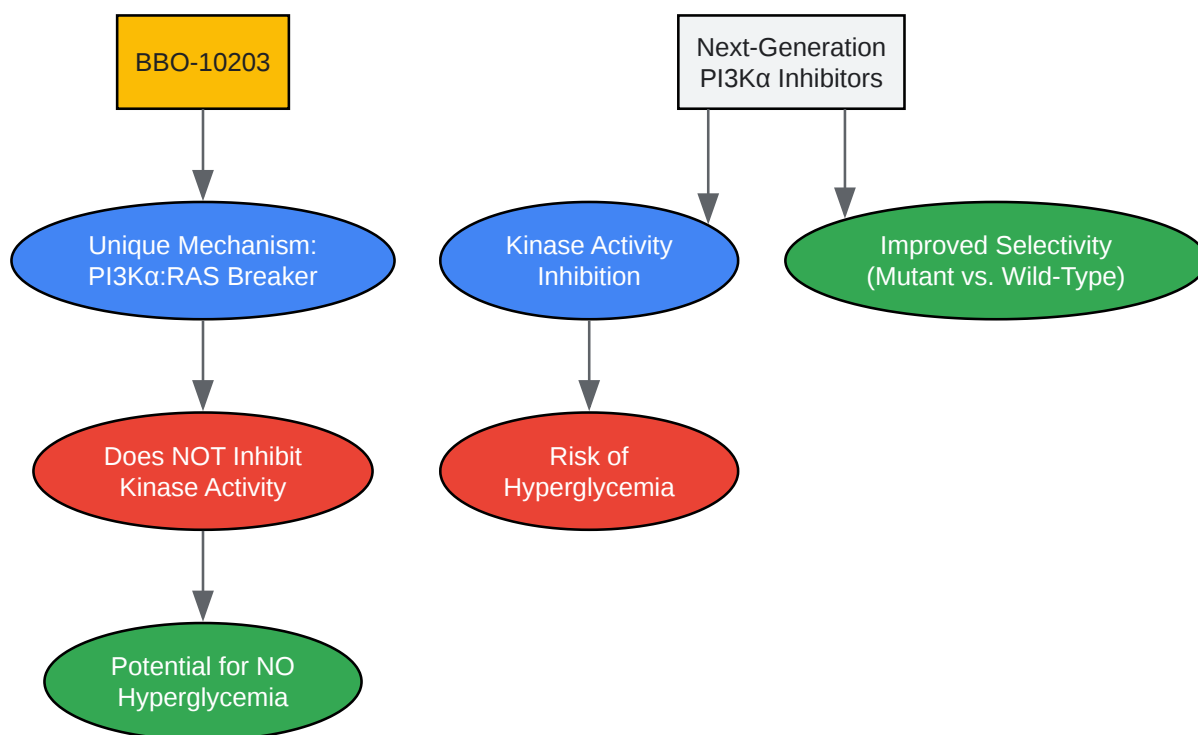 BBO-10203
Next-Generation
PI3Kα Inhibitors
Unique Mechanism:
PI3Kα:RAS Breaker
Kinase Activity
Inhibition
Improved Selectivity
(Mutant vs. Wild-Type)
Does NOT Inhibit
Kinase Activity
Risk of
Hyperglycemia
Potential for NO
Hyperglycemia